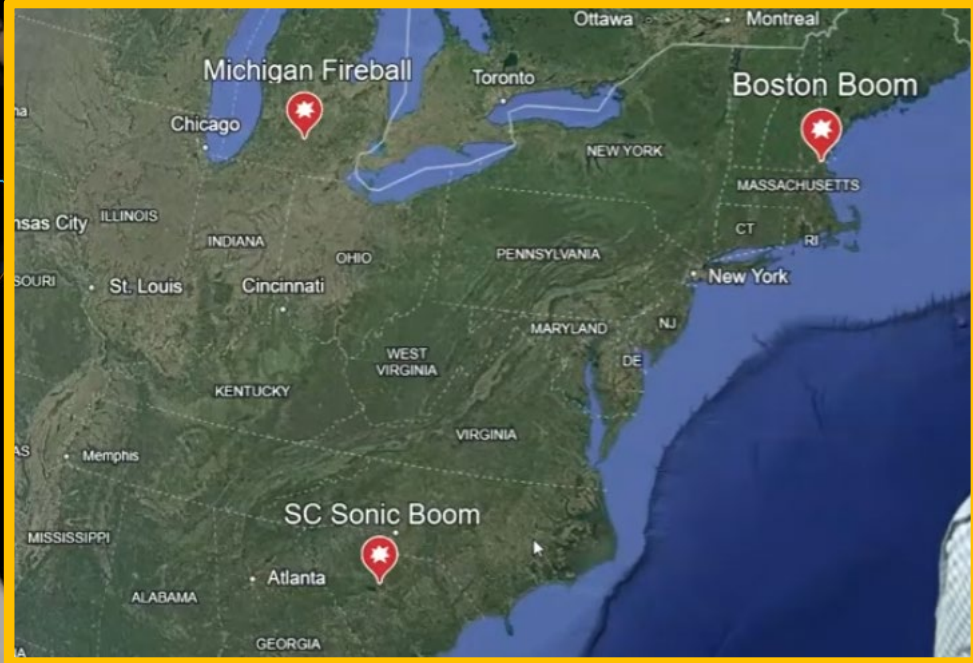 Ottawa
Montreal
Michigan Fireball
Toronto
Boston Boom
Chicago
NEW YORK
MASSACHUSETTS
nsas City
ILLINOIS
INDIANA
OHIO
PENNSYLVANIA
CT
RI
SOURI
St. Louis
Cincinnati
New York
MARYLAND
NJ
WEST
VIRGINIA
DE
KENTUCKY
VIRGINIA
AS
Memphis
SC Sonic Boom
MISSISSIPPI
Atlanta
ALABAMA
GEORGIA